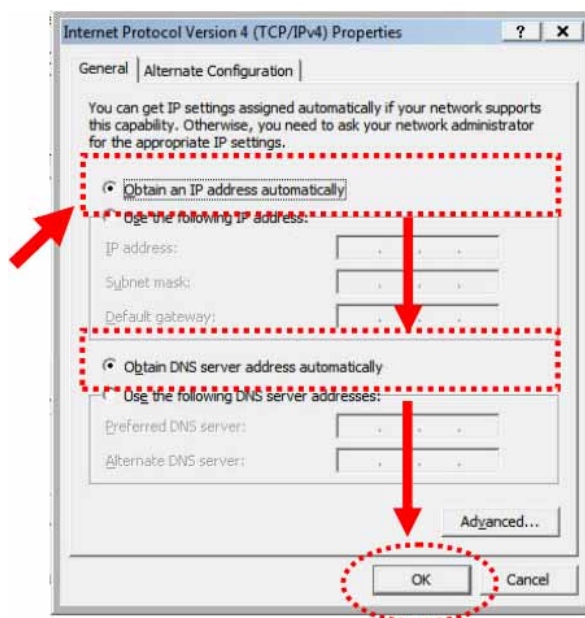 Internet Protocol Version 4 (TCP/IPv4) Properties ? X
General Alternate Configuration
You can get IP settings assigned automatically if your network supports
this capability. Otherwise, you need to ask your network administrator
for the appropriate IP settings.
Obtain an IP address automatically
Use the following IP address:
IP address:
Subnet mask:
Default gateway:
Obtain DNS server address automatically
Use the following DNS server addresses:
Preferred DNS server:
Alternate DNS server:
Advanced...
OK Cancel